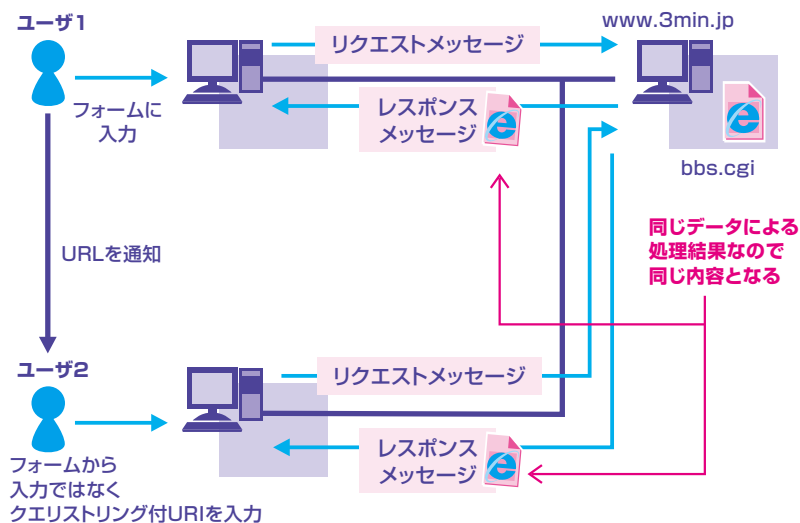 ユーザ1
www.3min.jp
リクエストメッセージ
フォームに
入力
レスポンス
メッセージ
bbs.cgi
同じデータによる
処理結果なので
同じ内容となる
URLを通知
ユーザ2
リクエストメッセージ
レスポンス
メッセージ
フォームから
入力ではなく
クエリストリング付URIを入力